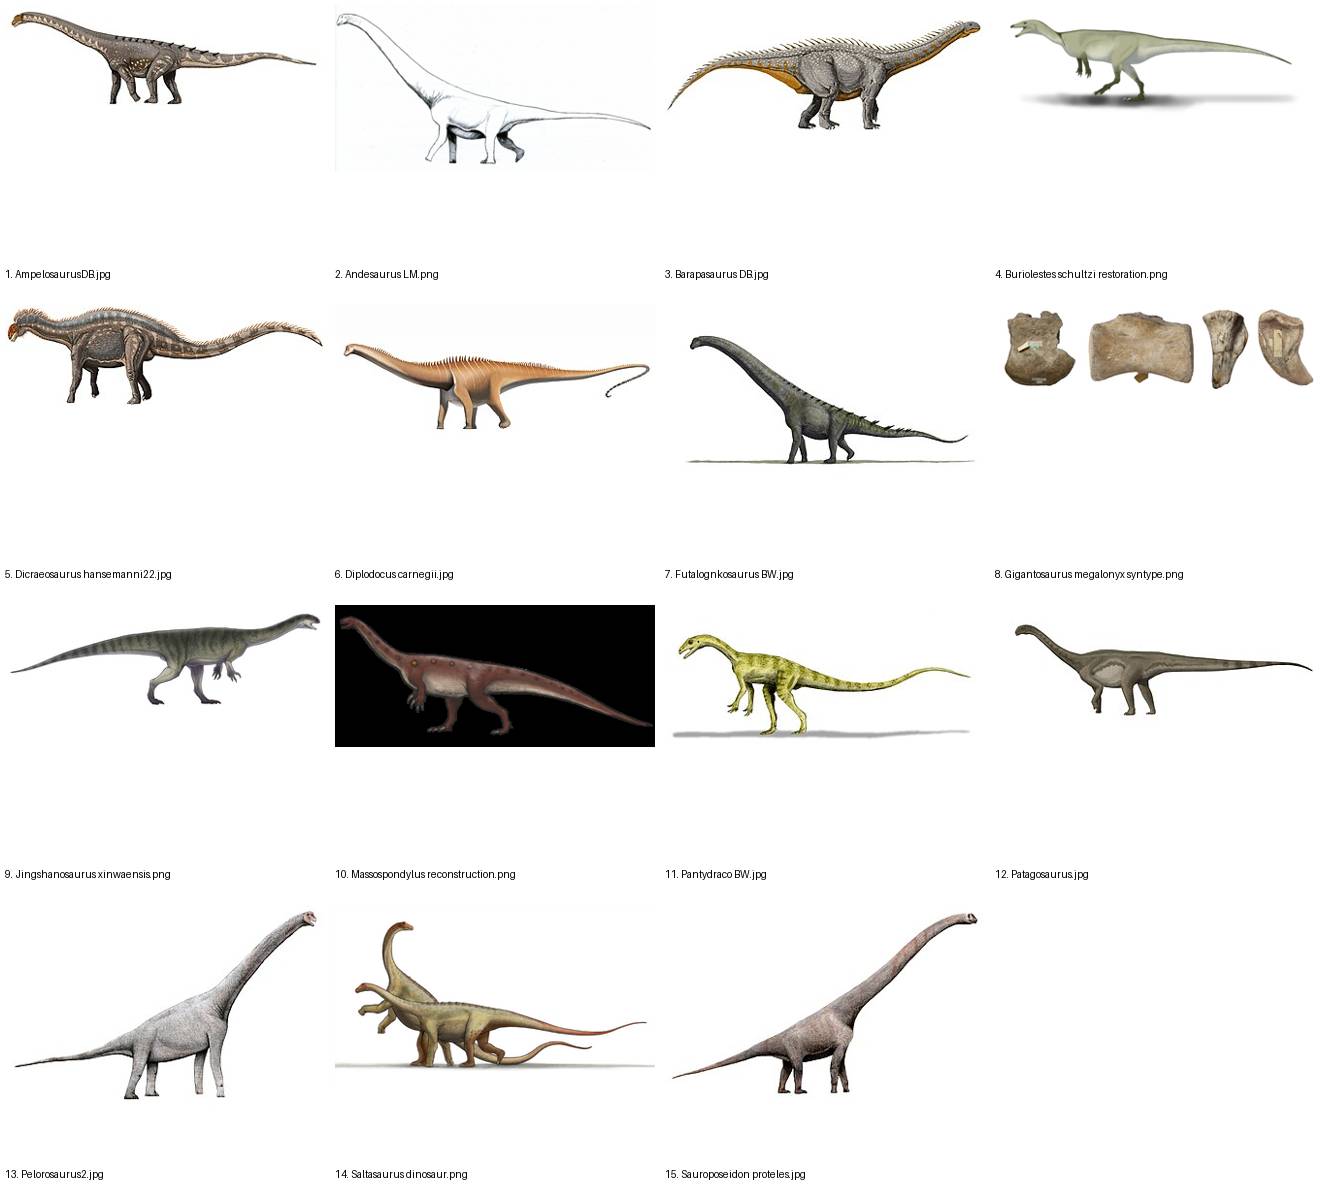 1. AmpelosaurusDB.jpg
2. Andesaurus LM.png
3. Barapasaurus DB.jpg
4. Buriolestes schultzi restoration.png
5. Dicraeosaurus hansemanni22.jpg
6. Diplodocus carnegii.jpg
7. Futalognkosaurus BW.jpg
8. Gigantosaurus megalonyx syntype.png
9. Jingshanosaurus xinwaensis.png
10. Massospondylus reconstruction.png
11. Pantydraco BW.jpg
12. Patagosaurus.jpg
13. Pelorosaurus2.jpg
14. Saltasaurus dinosaur.png
15. Sauroposeidon proteles.jpg